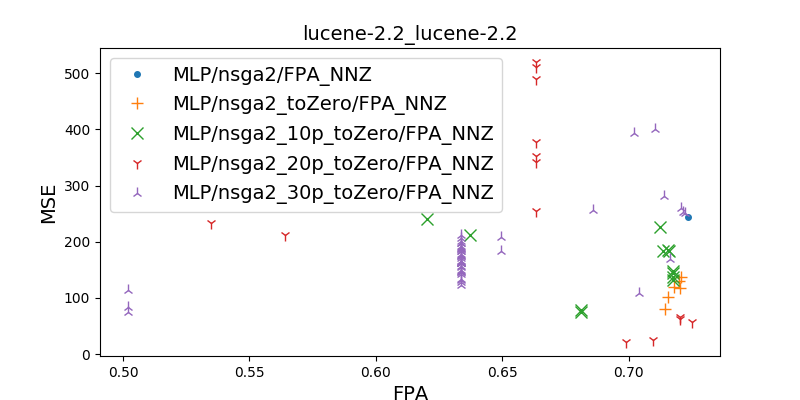 lucene-2.2_lucene-2.2
MLP/nsga2/FPA_NNZ
MLP/nsga2_toZero/FPA_NNZ
MLP/nsga2_10p_toZero/FPA_NNZ
MLP/nsga2_20p_toZero/FPA_NNZ
MLP/nsga2_30p_toZero/FPA_NNZ
MSE
500
400
300
200
100
0
0.50 0.55 0.60 0.65 0.70
FPA